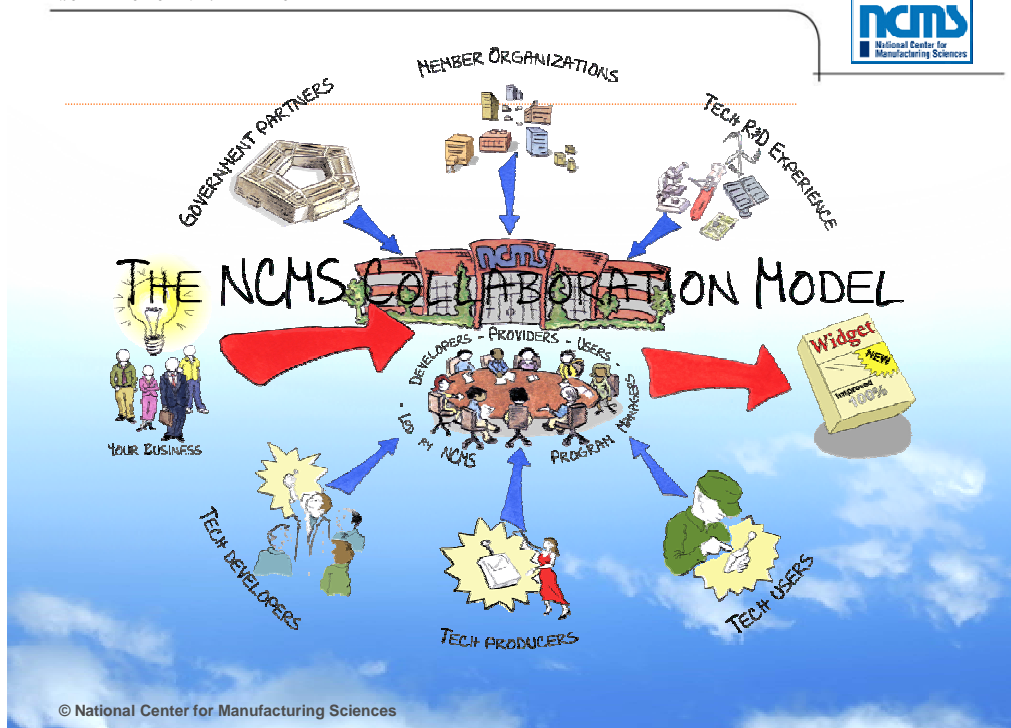 ncms
National Center for
Manufacturing Sciences
MEMBER ORGANIZATIONS
GOVERNMENT PARTNERS
TECH R&D EXPERIENCE
ncms
THE NCMS COLLABORATION MODEL
DEVELOPERS - PROVIDERS - USERS -
- LED BY NCMS PROGRAM MANAGERS
Widget
NEW!
Improved
100%
YOUR BUSINESS
TECH DEVELOPERS
TECH PRODUCERS
TECH USERS
© National Center for Manufacturing Sciences